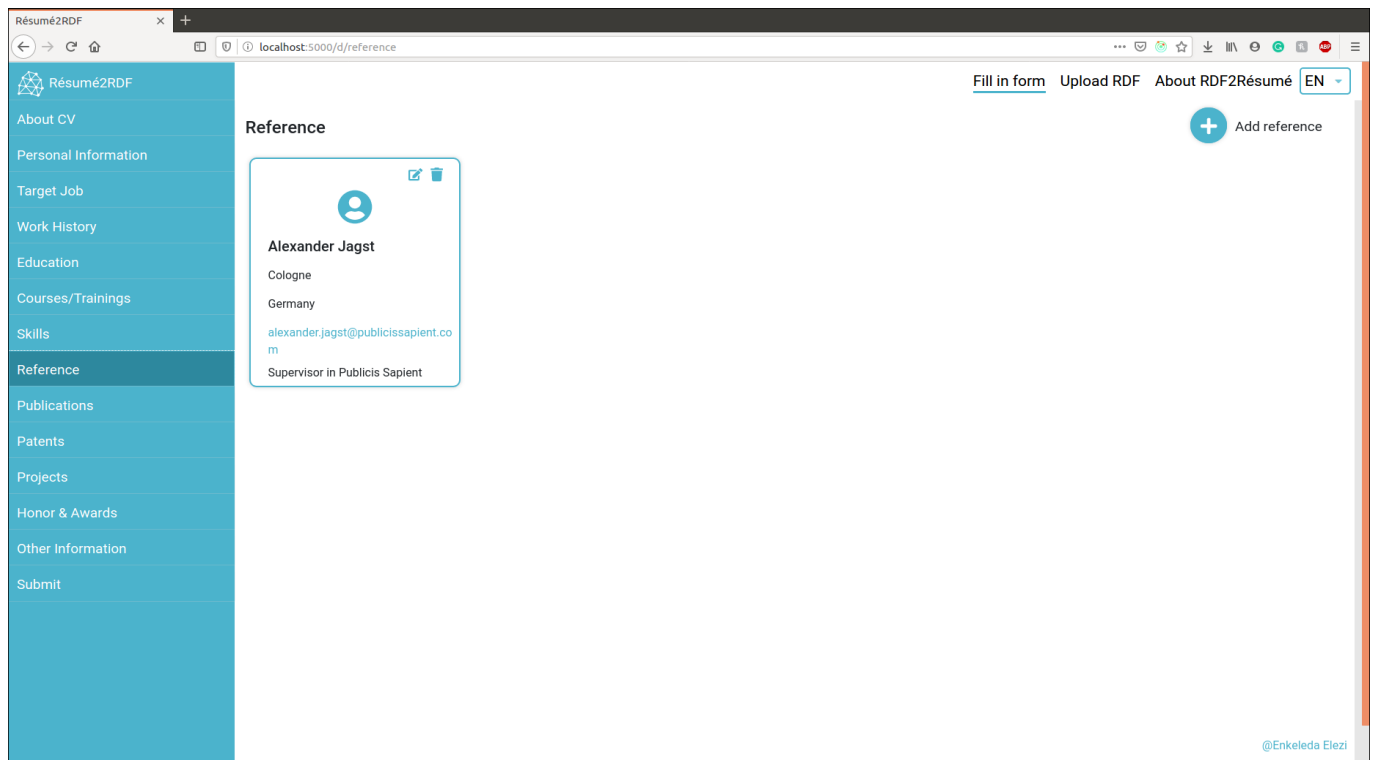 Résumé2RDF
localhost:5000/d/reference
ABP
Résumé2RDF
Fill in form Upload RDF About RDF2Résumé EN
About CV
Personal Information
Target Job
Work History
Education
Courses/Trainings
Skills
Reference
Publications
Patents
Projects
Honor & Awards
Other Information
Submit
Reference
Add reference
Alexander Jagst
Cologne
Germany
alexander.jagst@publicissapient.co
m
Supervisor in Publicis Sapient
@Enkeleda Elezi